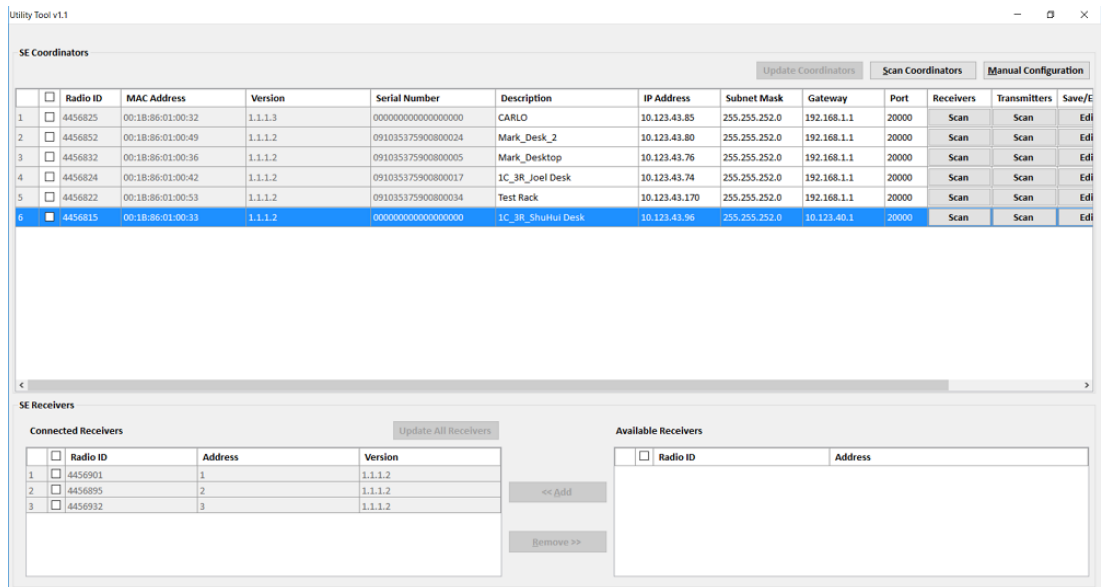 Utility Tool v1.1
SE Coordinators
Update Coordinators Scan Coordinators Manual Configuration
Radio ID MAC Address Version Serial Number Description IP Address Subnet Mask Gateway Port Receivers Transmitters Save/E
1 4456825 00:1B:86:01:00:32 1.1.1.3 000000000000000000 CARLO 10.123.43.85 255.255.252.0 192.168.1.1 20000 Scan Scan Edi
2 4456852 00:1B:86:01:00:49 1.1.1.2 091035375900800024 Mark_Desk_2 10.123.43.80 255.255.252.0 192.168.1.1 20000 Scan Scan Edi
3 4456832 00:1B:86:01:00:36 1.1.1.2 091035375900800005 Mark_Desktop 10.123.43.76 255.255.252.0 192.168.1.1 20000 Scan Scan Edi
4 4456824 00:1B:86:01:00:42 1.1.1.2 091035375900800017 1C_3R_Joel Desk 10.123.43.74 255.255.252.0 192.168.1.1 20000 Scan Scan Edi
5 4456822 00:1B:86:01:00:53 1.1.1.2 091035375900800034 Test Rack 10.123.43.170 255.255.252.0 192.168.1.1 20000 Scan Scan Edi
6 4456815 00:1B:86:01:00:33 1.1.1.2 000000000000000000 1C_3R_ShuHui Desk 10.123.43.96 255.255.252.0 10.123.40.1 20000 Scan Scan Edi
SE Receivers
Connected Receivers Update All Receivers Available Receivers
Radio ID Address Version Radio ID Address
1 4456901 1 1.1.1.2
2 4456895 2 1.1.1.2
3 4456932 3 1.1.1.2
<< Add
Remove >>